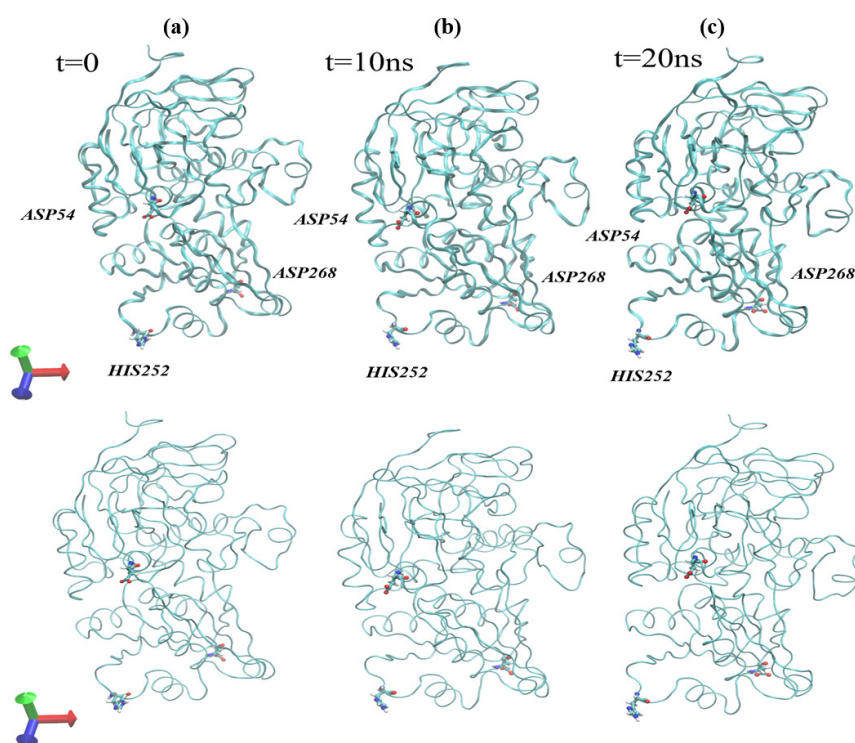 (a) (b) (c)
t=0 t=10ns t=20ns
ASP54 ASP54 ASP54
ASP268 ASP268 ASP268
HIS252 HIS252 HIS252